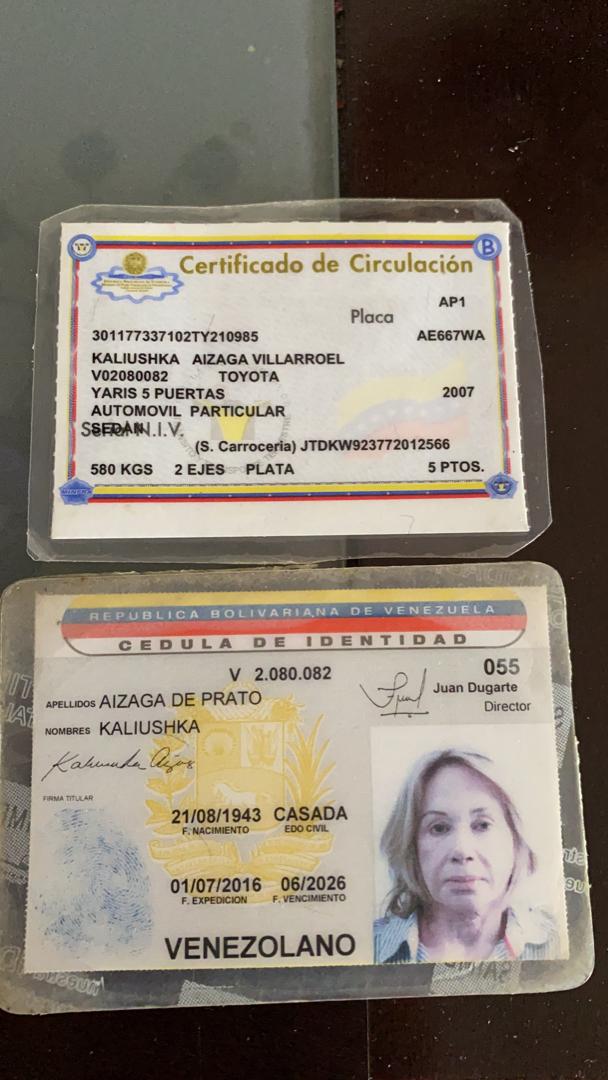 Certificado de Circulación
B
AP1
Placa
301177337102TY210985
AE667WA
KALIUSHKA AIZAGA VILLARROEL
V02080082 TOYOTA
YARIS 5 PUERTAS 2007
AUTOMOVIL PARTICULAR
SEDAN
Serial N.I.V.
(S. Carroceria) JTDKW923772012566
580 KGS 2 EJES PLATA 5 PTOS.
REPUBLICA BOLIVARIANA DE VENEZUELA
CEDULA DE IDENTIDAD
V 2.080.082
055
APELLIDOS AIZAGA DE PRATO
Juan Dugarte
Director
NOMBRES KALIUSHKA
FIRMA TITULAR
21/08/1943 CASADA
F. NACIMIENTO EDO CIVIL
01/07/2016 06/2026
F. EXPEDICION F. VENCIMIENTO
VENEZOLANO